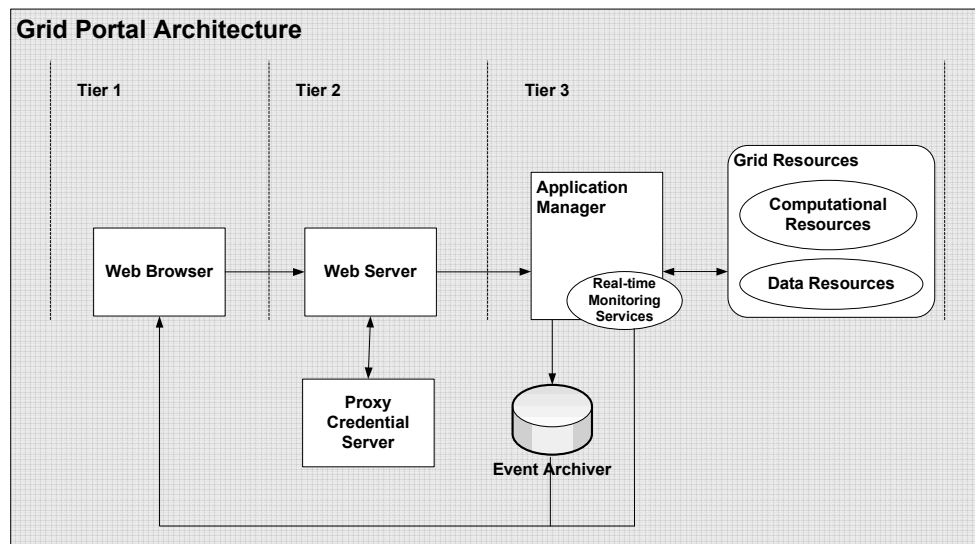 Grid Portal Architecture
Tier 1
Tier 2
Tier 3
Web Browser
Web Server
Proxy
Credential
Server
Application
Manager
Real-time
Monitoring
Services
Event Archiver
Grid Resources
Computational
Resources
Data Resources